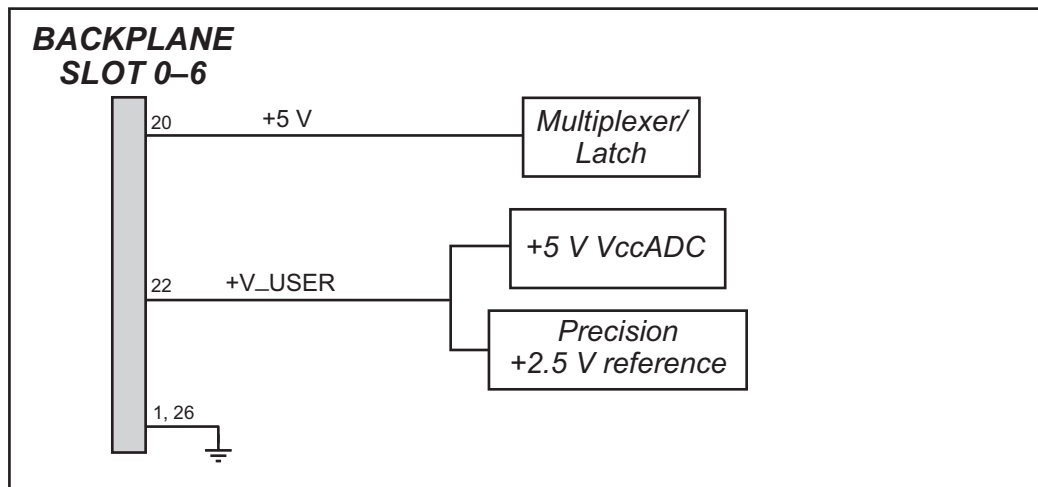 BACKPLANE
SLOT 0–6
20
+5 V
Multiplexer/
Latch
+5 V VccADC
22
+V_USER
Precision
+2.5 V reference
1, 26